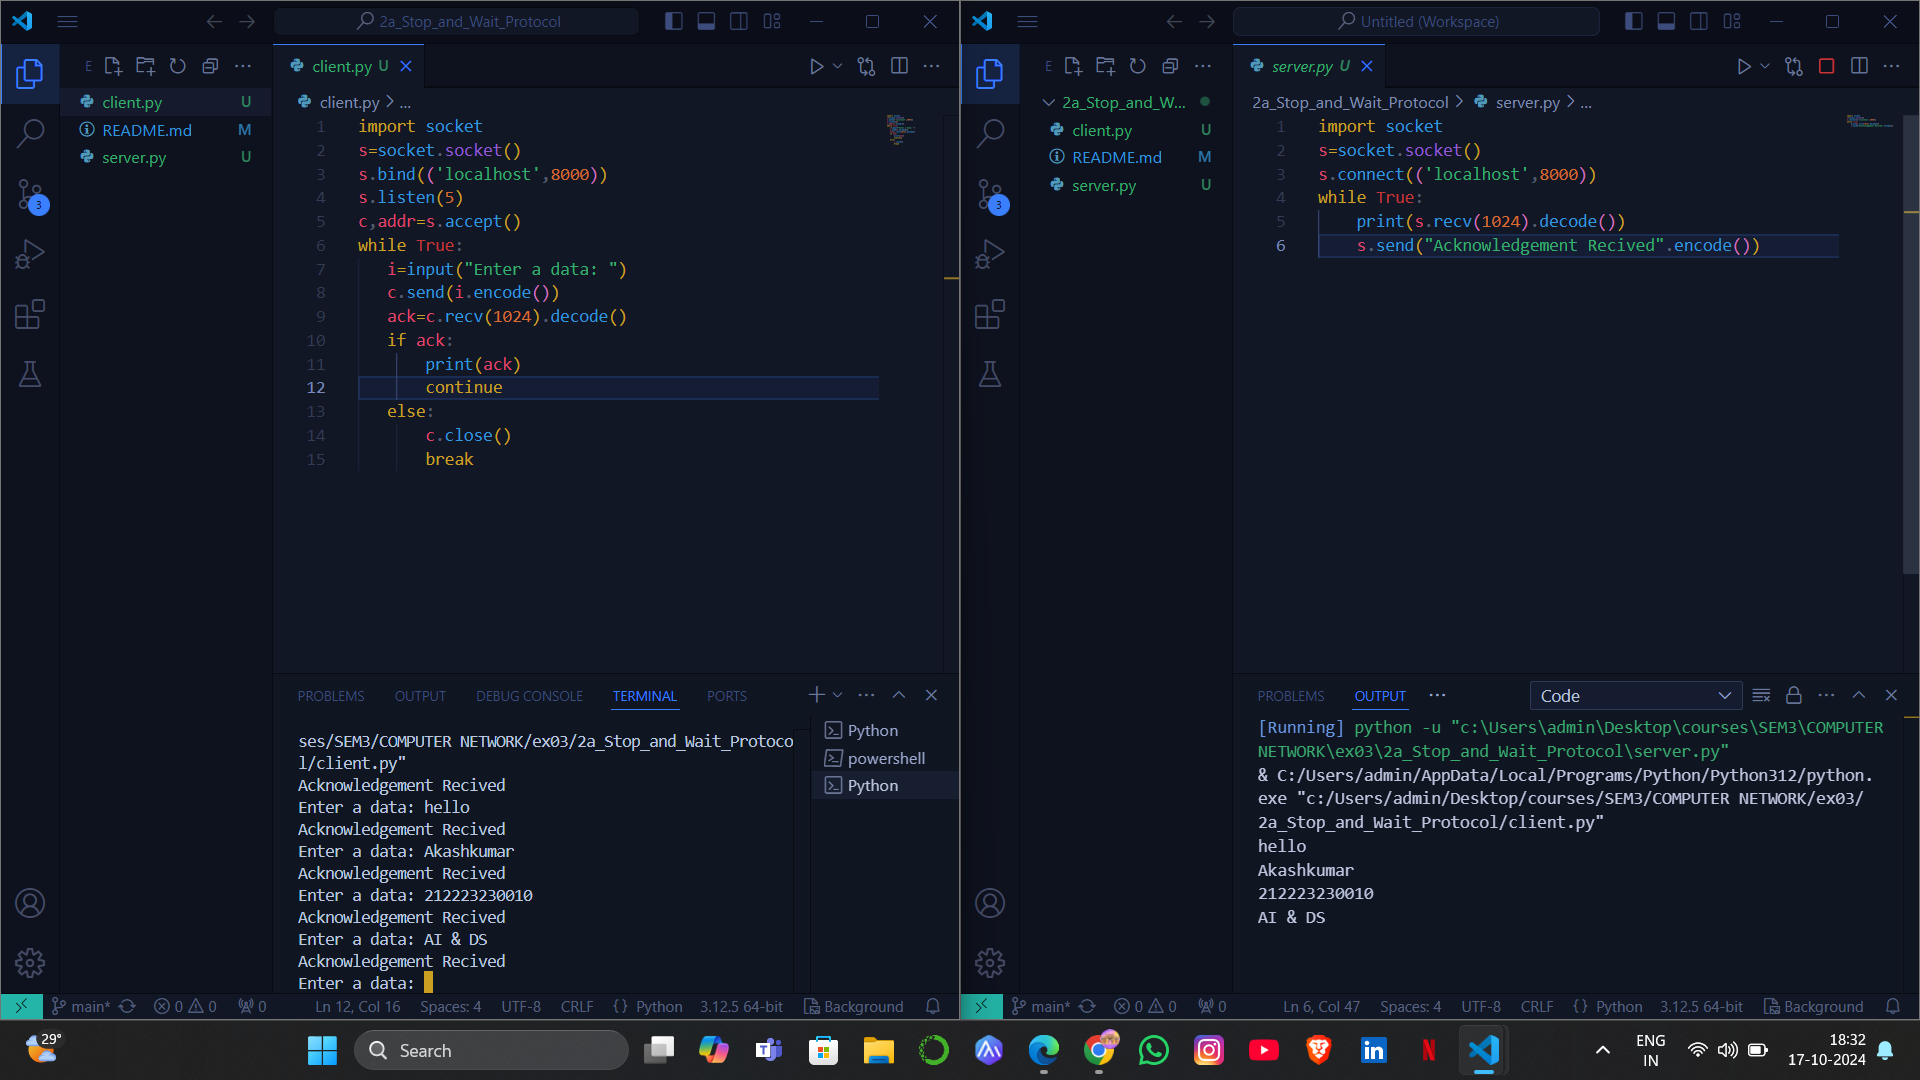 2a_Stop_and_Wait_Protocol
E
client.py U
client.py U
README.md M
server.py U
3
client.py > ...
1 import socket
2 s=socket.socket()
3 s.bind(('localhost',8000))
4 s.listen(5)
5 c,addr=s.accept()
6 while True:
7 i=input("Enter a data: ")
8 c.send(i.encode())
9 ack=c.recv(1024).decode()
10 if ack:
11 print(ack)
12 continue
13 else:
14 c.close()
15 break
PROBLEMS OUTPUT DEBUG CONSOLE TERMINAL PORTS
ses/SEM3/COMPUTER NETWORK/ex03/2a_Stop_and_Wait_Protoco
l/client.py"
Acknowledgement Recived
Enter a data: hello
Acknowledgement Recived
Enter a data: Akashkumar
Acknowledgement Recived
Enter a data: 212223230010
Acknowledgement Recived
Enter a data: AI & DS
Acknowledgement Recived
Enter a data:
Python
powershell
Python
main* 0 0 0 Ln 12, Col 16 Spaces: 4 UTF-8 CRLF {} Python 3.12.5 64-bit Background
Untitled (Workspace)
E
server.py U
2a_Stop_and_W...
client.py U
README.md M
server.py U
3
2a_Stop_and_Wait_Protocol > server.py > ...
1 import socket
2 s=socket.socket()
3 s.connect(('localhost',8000))
4 while True:
5 print(s.recv(1024).decode())
6 s.send("Acknowledgement Recived".encode())
PROBLEMS OUTPUT ... Code
[Running] python -u "c:\Users\admin\Desktop\courses\SEM3\COMPUTER
NETWORK\ex03\2a_Stop_and_Wait_Protocol\server.py"
& C:/Users/admin/AppData/Local/Programs/Python/Python312/python.
exe "c:/Users/admin/Desktop/courses/SEM3/COMPUTER NETWORK/ex03/
2a_Stop_and_Wait_Protocol/client.py"
hello
Akashkumar
212223230010
AI & DS
main* 0 0 0 Ln 6, Col 47 Spaces: 4 UTF-8 CRLF {} Python 3.12.5 64-bit Background
29°
Search
ENG
IN
18:32
17-10-2024